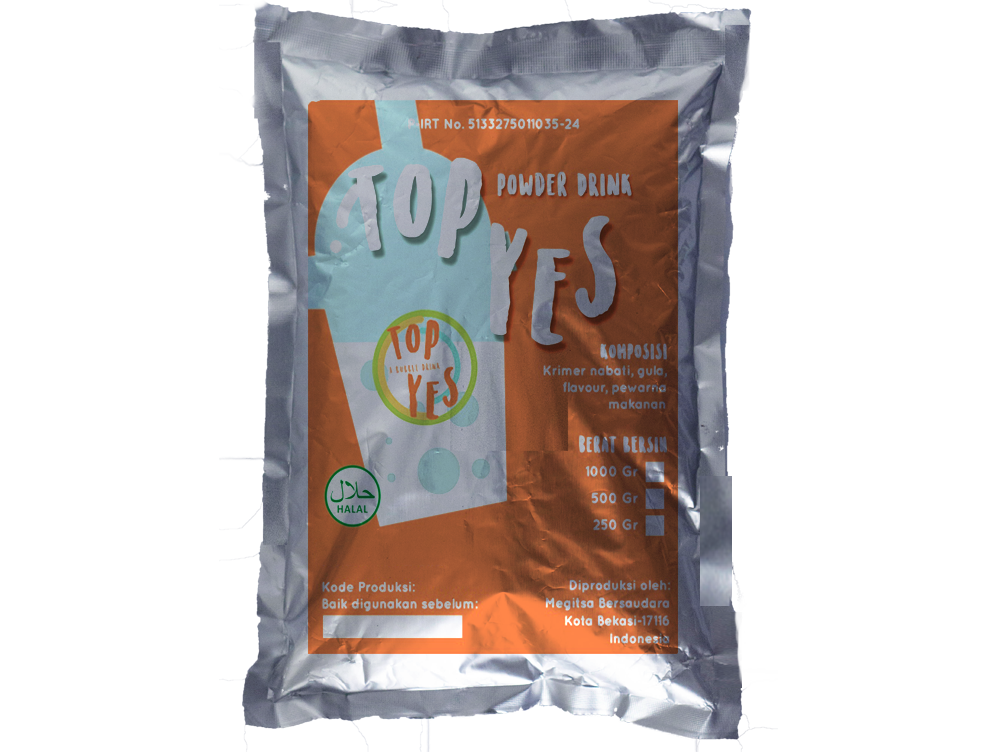 P-IRT No. 5133275011035-24
TOP
POWDER DRINK
YES
TOP
YES
KOMPOSISI
Krimer nabati, gula,
flavour, pewarna
makanan
BERAT BERSIH
1000 Gr
500 Gr
250 Gr
حلال
HALAL
Kode Produksi:
Baik digunakan sebelum:
Diproduksi oleh:
Megitsa Bersaudara
Kota Bekasi-17116
Indonesia